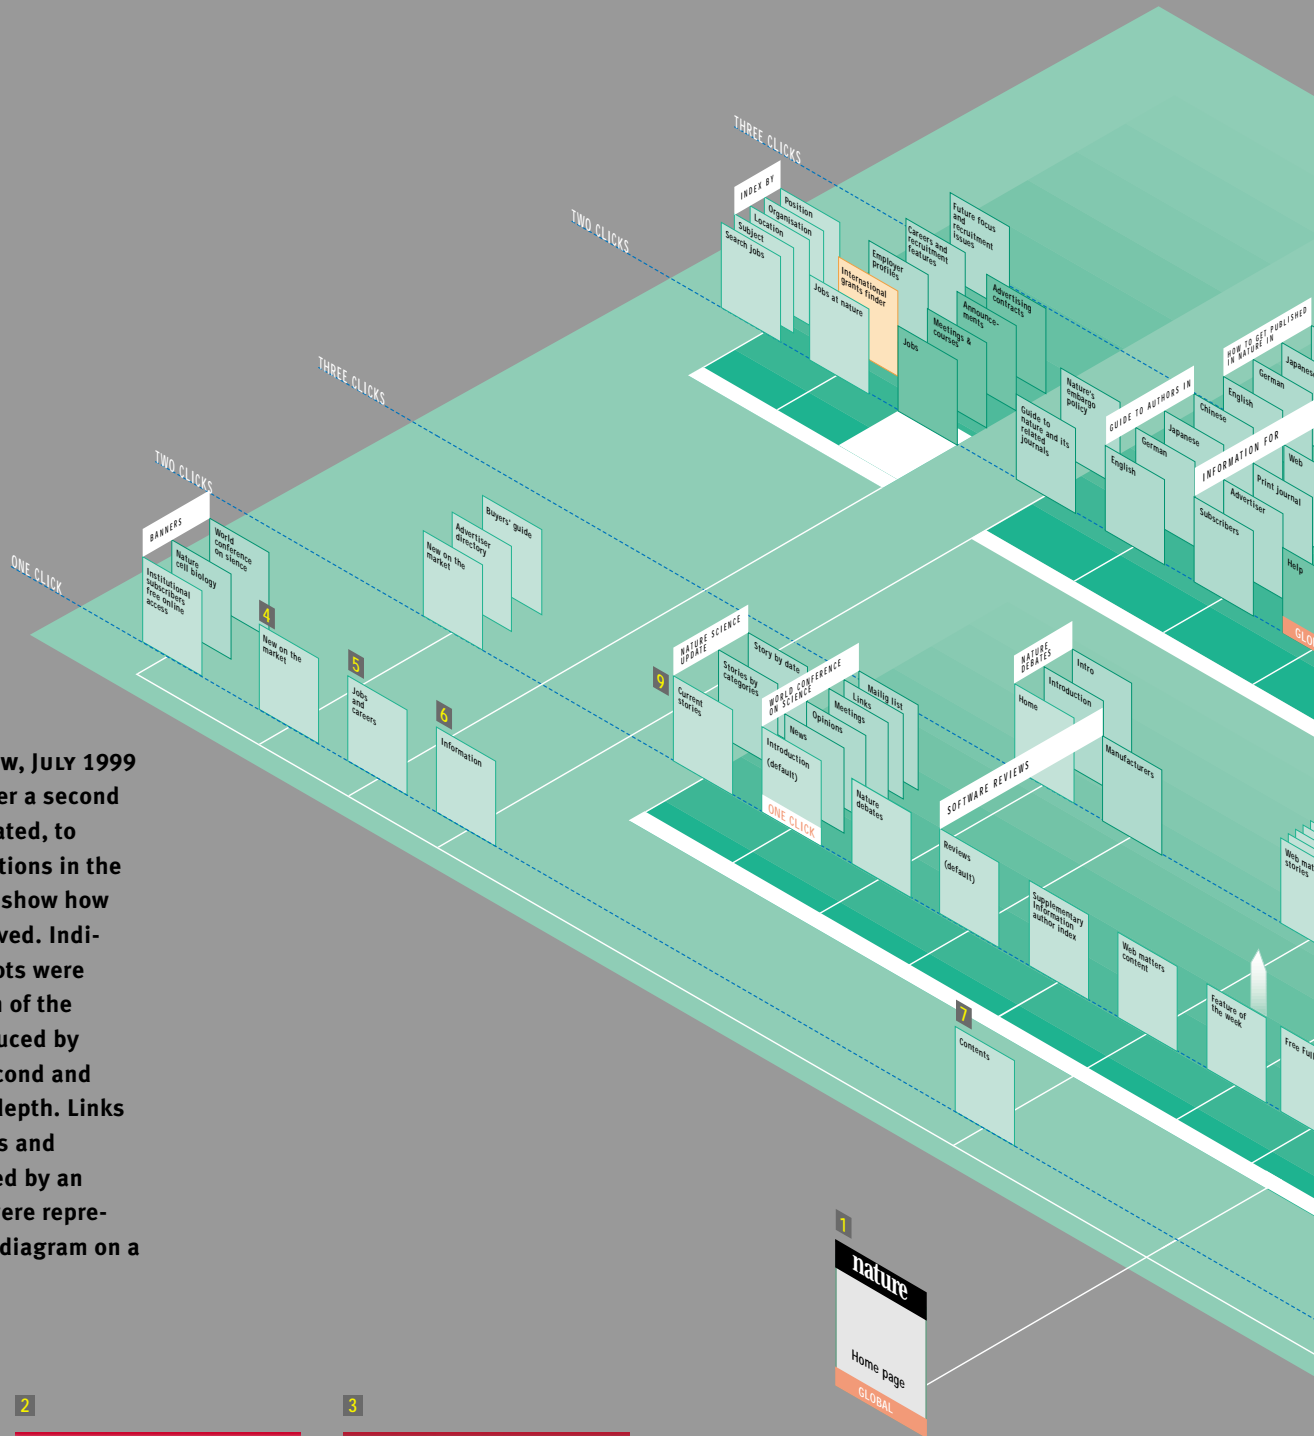 THREE CLICKS
INDEX BY
Position
Organisation
Location
Subject
Search jobs
TWO CLICKS
Future focus
and
recruitment
issues
Careers and
recruitment
features
Employer
profiles
International
grants finder
Jobs at nature
Advertising
contracts
Announce-
ments
Meetings &
courses
Jobs
HOW TO GET PUBLISHED
IN NATURE IN
Japanese
German
English
Nature's
embargo
policy
Guide to
nature and its
related
journals
GUIDE TO AUTHORS IN
Chinese
Japanese
German
English
INFORMATION FOR
Web
Print journal
Advertiser
Subscribers
Help
GLO
THREE CLICKS
TWO CLICKS
ONE CLICK
BANNERS
World
conference
on sience
Nature
cell biology
Institutional
subscribers
free online
access
Buyers' guide
Advertiser
directory
New on the
market
4
New on the
market
5
Jobs
and
careers
6
Information
9
NATURE SCIENCE
UPDATE
Story by date
Stories by
categories
Current
stories
WORLD CONFERENCE
ON SCIENCE
Mailig list
Links
Meetings
Opinions
News
Introduction
(default)
ONE CLICK
NATURE
DEBATES
Intro
Introduction
Home
Nature
debates
SOFTWARE REVIEWS
Manufacturers
Reviews
(default)
Supplementary
Information
author index
Web matters
content
Feature of
the week
Free Full
Web mat
stories
7
Contents
w, July 1999
er a second
ated, to
tions in the
show how
ved. Indi-
ots were
n of the
uced by
cond and
depth. Links
s and
ed by an
vere repre-
diagram on a
1
nature
Home page
GLOBAL
2
3